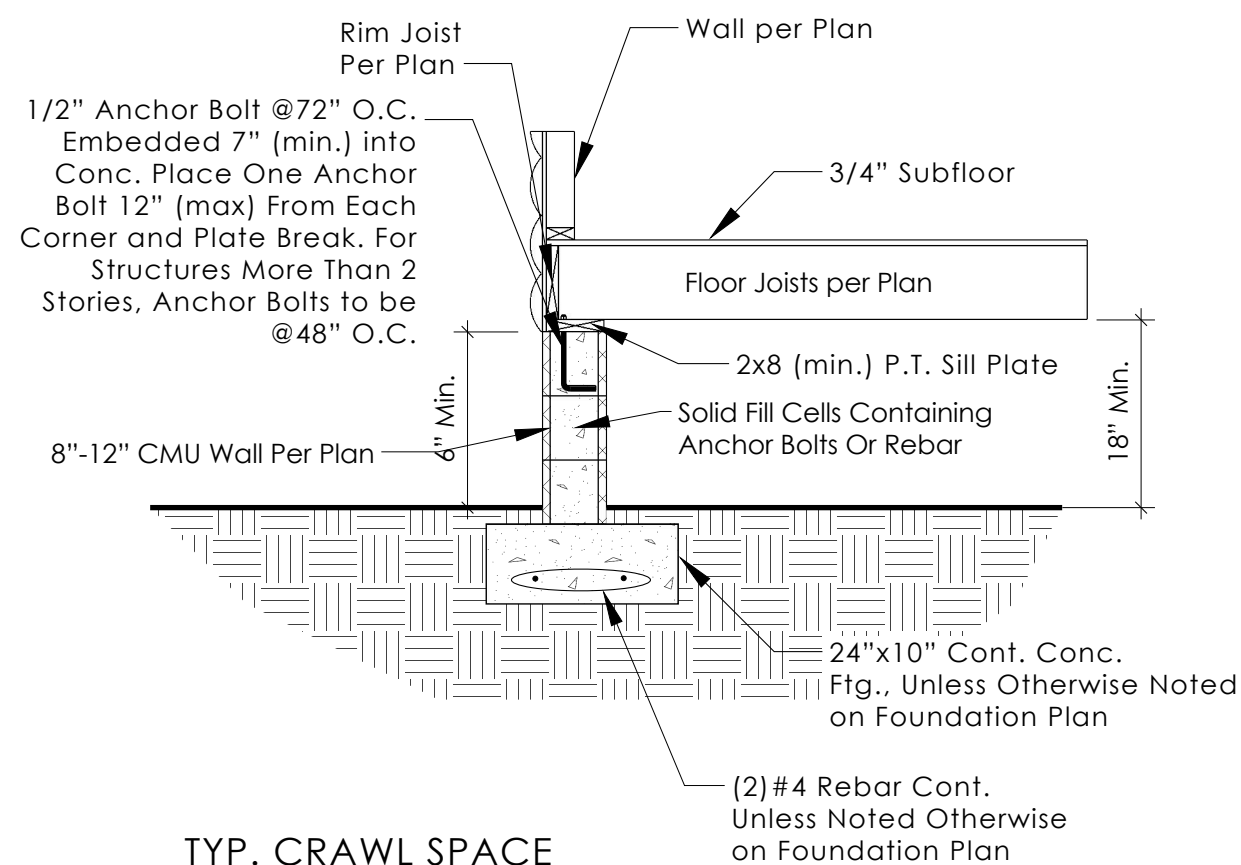 Rim Joist
Per Plan
Wall per Plan
1/2” Anchor Bolt @72” O.C.
Embedded 7” (min.) into
Conc. Place One Anchor
Bolt 12” (max) From Each
Corner and Plate Break. For
Structures More Than 2
Stories, Anchor Bolts to be
@48” O.C.
3/4” Subfloor
Floor Joists per Plan
2x8 (min.) P.T. Sill Plate
6” Min.
18” Min.
Solid Fill Cells Containing
Anchor Bolts Or Rebar
8”-12” CMU Wall Per Plan
24”x10” Cont. Conc.
Ftg., Unless Otherwise Noted
on Foundation Plan
(2)#4 Rebar Cont.
Unless Noted Otherwise
on Foundation Plan
TYP. CRAWL SPACE